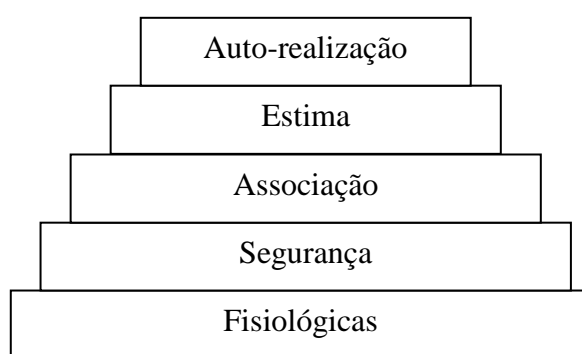 Auto-realização
Estima
Associação
Segurança
Fisiológicas